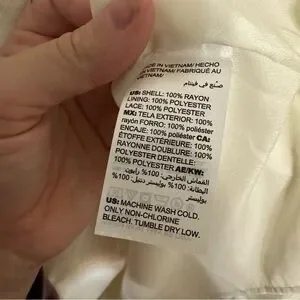 MADE IN VIETNAM/ HECHO
EN VIETNAM/ FABRIQUÉ AU
VIETNAM/
صنع في فيتنام
US: SHELL: 100% RAYON
LINING: 100% POLYESTER
LACE: 100% POLYESTER
MX: TELA EXTERIOR: 100%
rayón FORRO: 100% poliéster
ENCAJE: 100% poliéster CA:
ÉTOFFE EXTÉRIEURE: 100%
RAYONNE DOUBLURE: 100%
POLYESTER DENTELLE:
100% POLYESTER AE/KW:
القماش الخارجي: 100% رايون
البطانة: 100% بوليستر دنتيل: 100%
بوليستر
US: MACHINE WASH COLD.
ONLY NON-CHLORINE
BLEACH. TUMBLE DRY LOW.